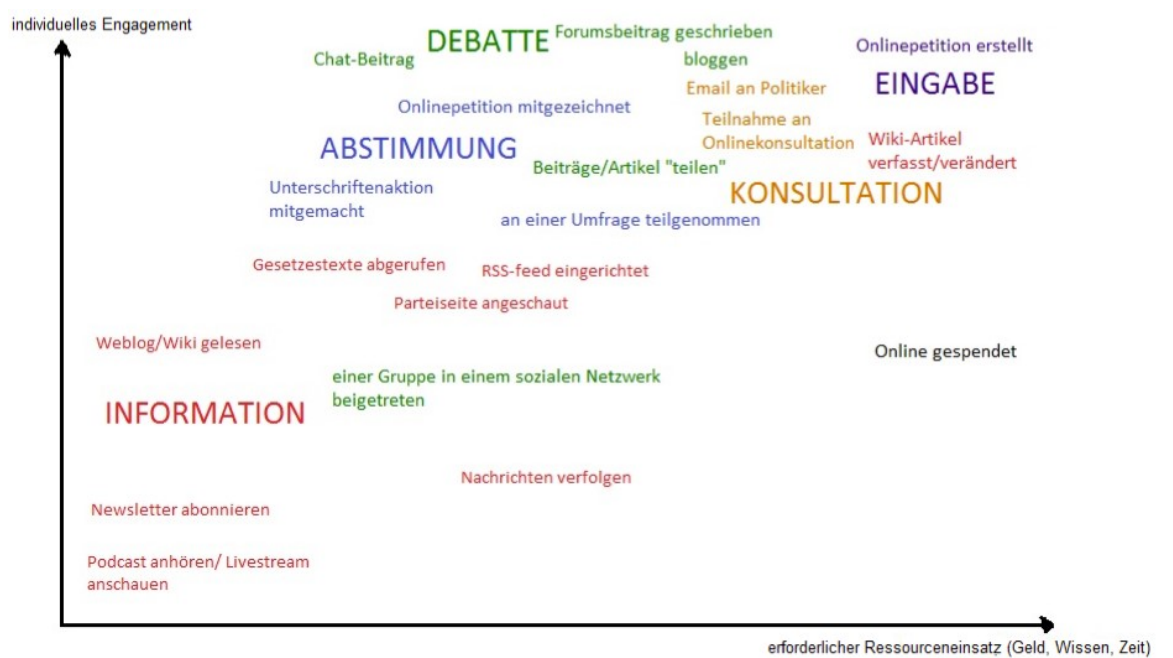 individuelles Engagement
DEBATTE
Forumsbeitrag geschrieben
Chat-Beitrag
bloggen
Onlinepetition erstellt
EINGABE
Email an Politiker
Onlinepetition mitgezeichnet
Teilnahme an
Onlinekonsultation
Wiki-Artikel
verfasst/verändert
ABSTIMMUNG
Beiträge/Artikel "teilen"
KONSULTATION
Unterschriftenaktion
mitgemacht
an einer Umfrage teilgenommen
Gesetzestexte abgerufen
RSS-feed eingerichtet
Parteiseite angeschaut
Weblog/Wiki gelesen
Online gespendet
einer Gruppe in einem sozialen Netzwerk
beigetreten
INFORMATION
Nachrichten verfolgen
Newsletter abonnieren
Podcast anhören/ Livestream
anschauen
erforderlicher Ressourceneinsatz (Geld, Wissen, Zeit)